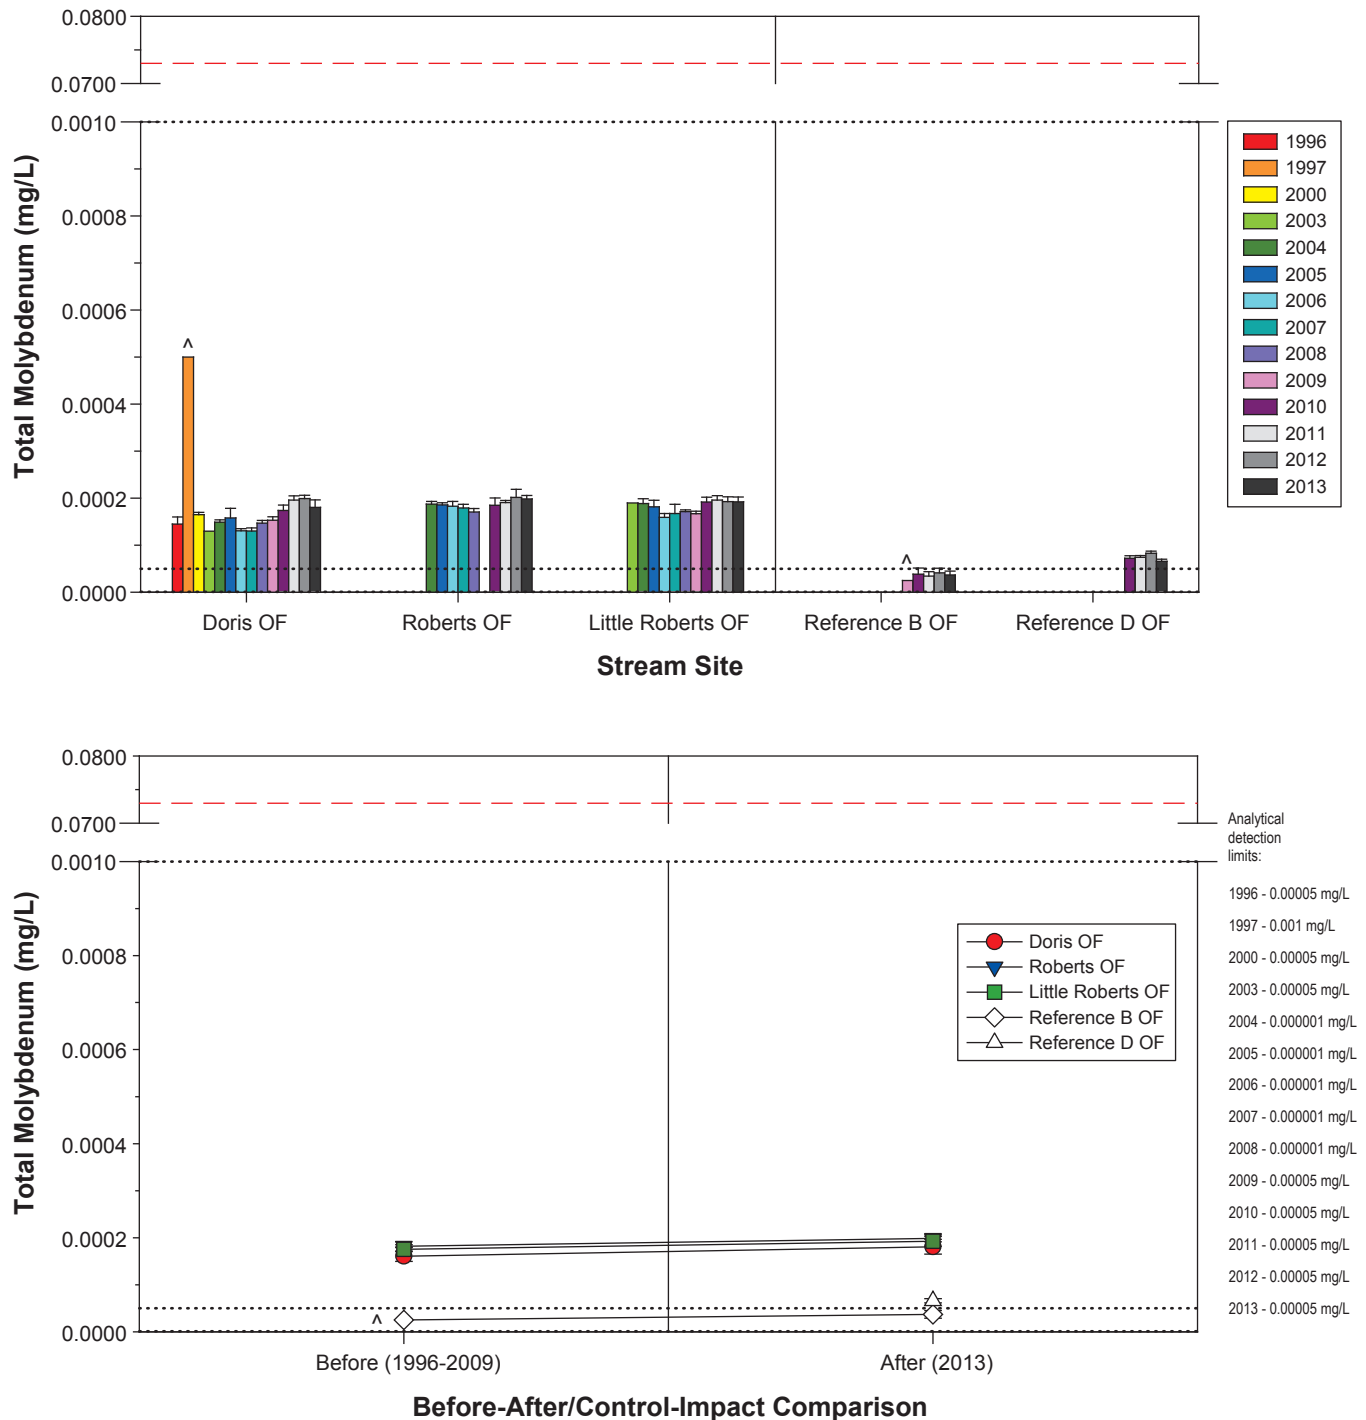 0.0800
0.0700
0.0010
0.0008
0.0006
0.0004
0.0002
0.0000
Total Molybdenum (mg/L)
^
^
Doris OF
Roberts OF
Little Roberts OF
Reference B OF
Reference D OF
Stream Site
1996
1997
2000
2003
2004
2005
2006
2007
2008
2009
2010
2011
2012
2013
0.0800
0.0700
0.0010
0.0008
0.0006
0.0004
0.0002
0.0000
Total Molybdenum (mg/L)
Doris OF
Roberts OF
Little Roberts OF
Reference B OF
Reference D OF
^
Before (1996-2009)
After (2013)
Before-After/Control-Impact Comparison
Analytical
detection
limits:
1996 - 0.00005 mg/L
1997 - 0.001 mg/L
2000 - 0.00005 mg/L
2003 - 0.00005 mg/L
2004 - 0.000001 mg/L
2005 - 0.000001 mg/L
2006 - 0.000001 mg/L
2007 - 0.000001 mg/L
2008 - 0.000001 mg/L
2009 - 0.00005 mg/L
2010 - 0.00005 mg/L
2011 - 0.00005 mg/L
2012 - 0.00005 mg/L
2013 - 0.00005 mg/L